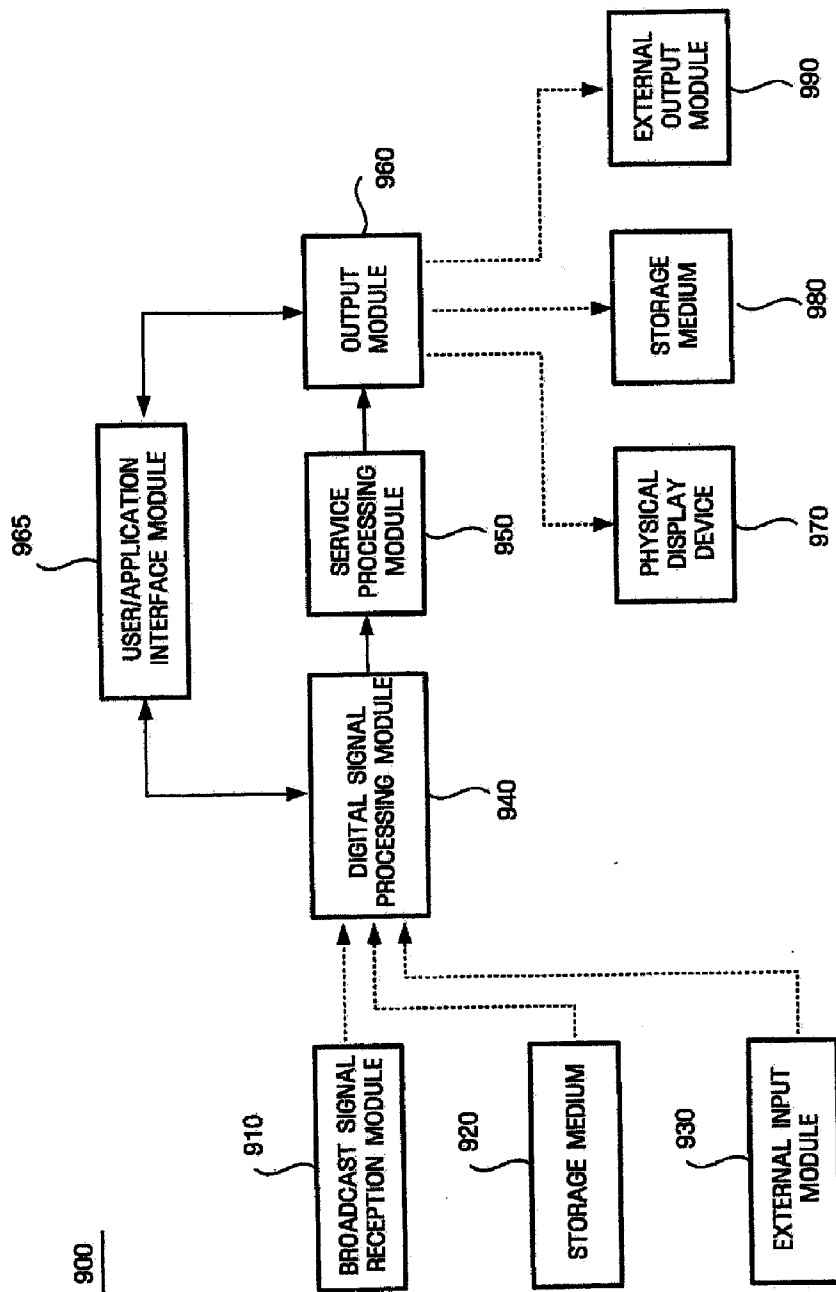 900
910
BROADCAST SIGNAL
RECEPTION MODULE
920
STORAGE MEDIUM
930
EXTERNAL INPUT
MODULE
DIGITAL SIGNAL
PROCESSING MODULE
940
965
USER/APPLICATION
INTERFACE MODULE
SERVICE
PROCESSING
MODULE
950
960
OUTPUT
MODULE
PHYSICAL
DISPLAY
DEVICE
970
STORAGE
MEDIUM
980
EXTERNAL
OUTPUT
MODULE
990